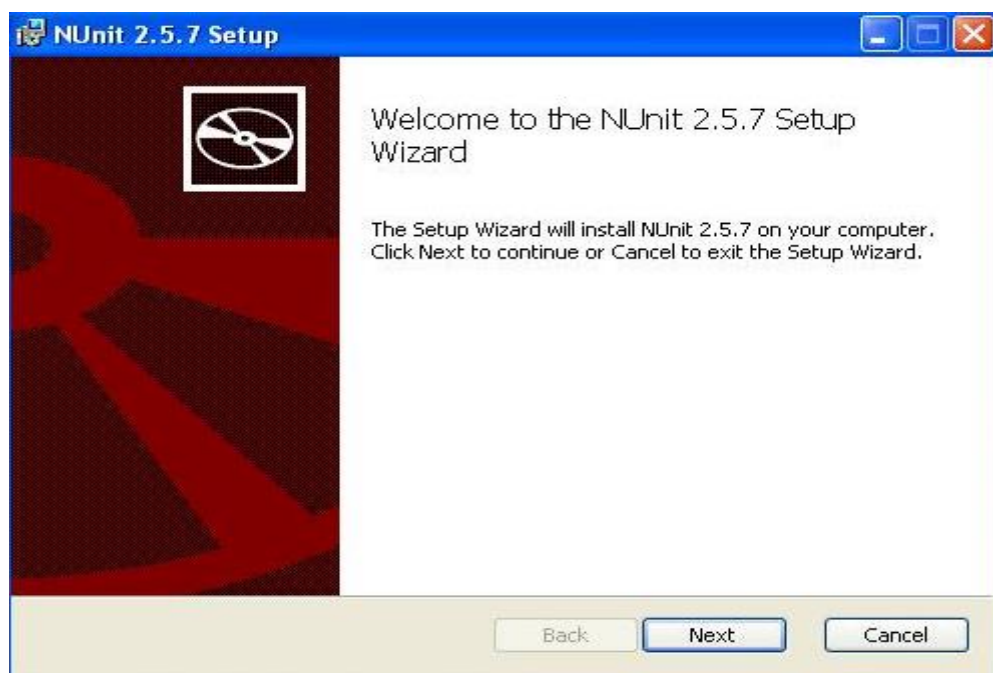 NUnit 2.5.7 Setup
Welcome to the NUnit 2.5.7 Setup
Wizard
The Setup Wizard will install NUnit 2.5.7 on your computer.
Click Next to continue or Cancel to exit the Setup Wizard.
Back Next Cancel